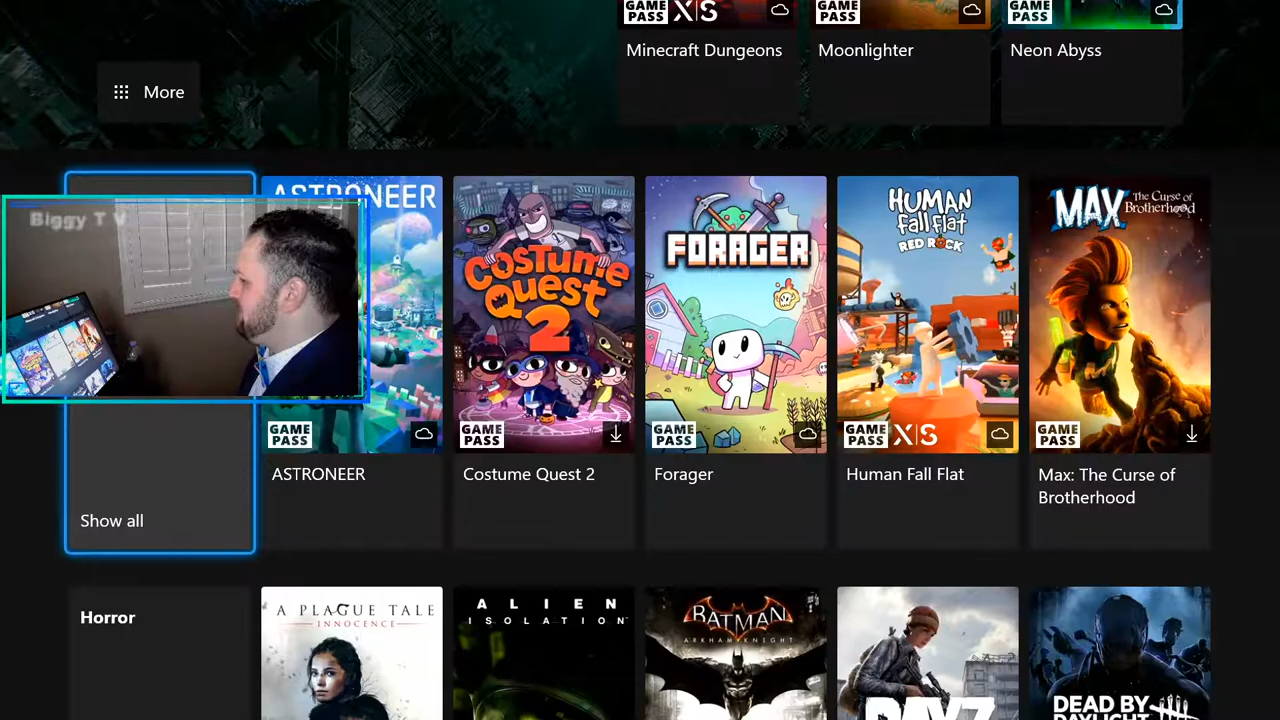 GAME
PASS
X|S
GAME
PASS
GAME
PASS
Minecraft Dungeons
Moonlighter
Neon Abyss
More
Biggy T V
ASTRONEER
COSTUME
QUEST
2
FORAGER
HUMAN
fall flat
RED ROCK
MAX
The Curse of
Brotherhood
GAME
PASS
GAME
PASS
GAME
PASS
GAME
PASS
X|S
GAME
PASS
ASTRONEER
Costume Quest 2
Forager
Human Fall Flat
Max: The Curse of
Brotherhood
Show all
Horror
A PLAGUE TALE
INNOCENCE
ALIEN
ISOLATION
BATMAN
ARKHAM KNIGHT
DAYZ
DEAD BY
DAYLIGHT